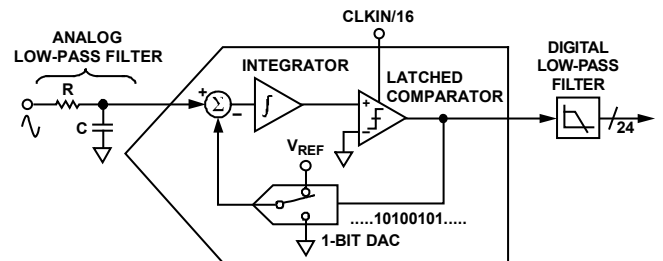 CLKIN/16
ANALOG
LOW-PASS FILTER
INTEGRATOR
LATCHED
COMPARATOR
DIGITAL
LOW-PASS
FILTER
R
C
+
Σ
–
∫
+
–
24
VREF
.....10100101.....
1-BIT DAC